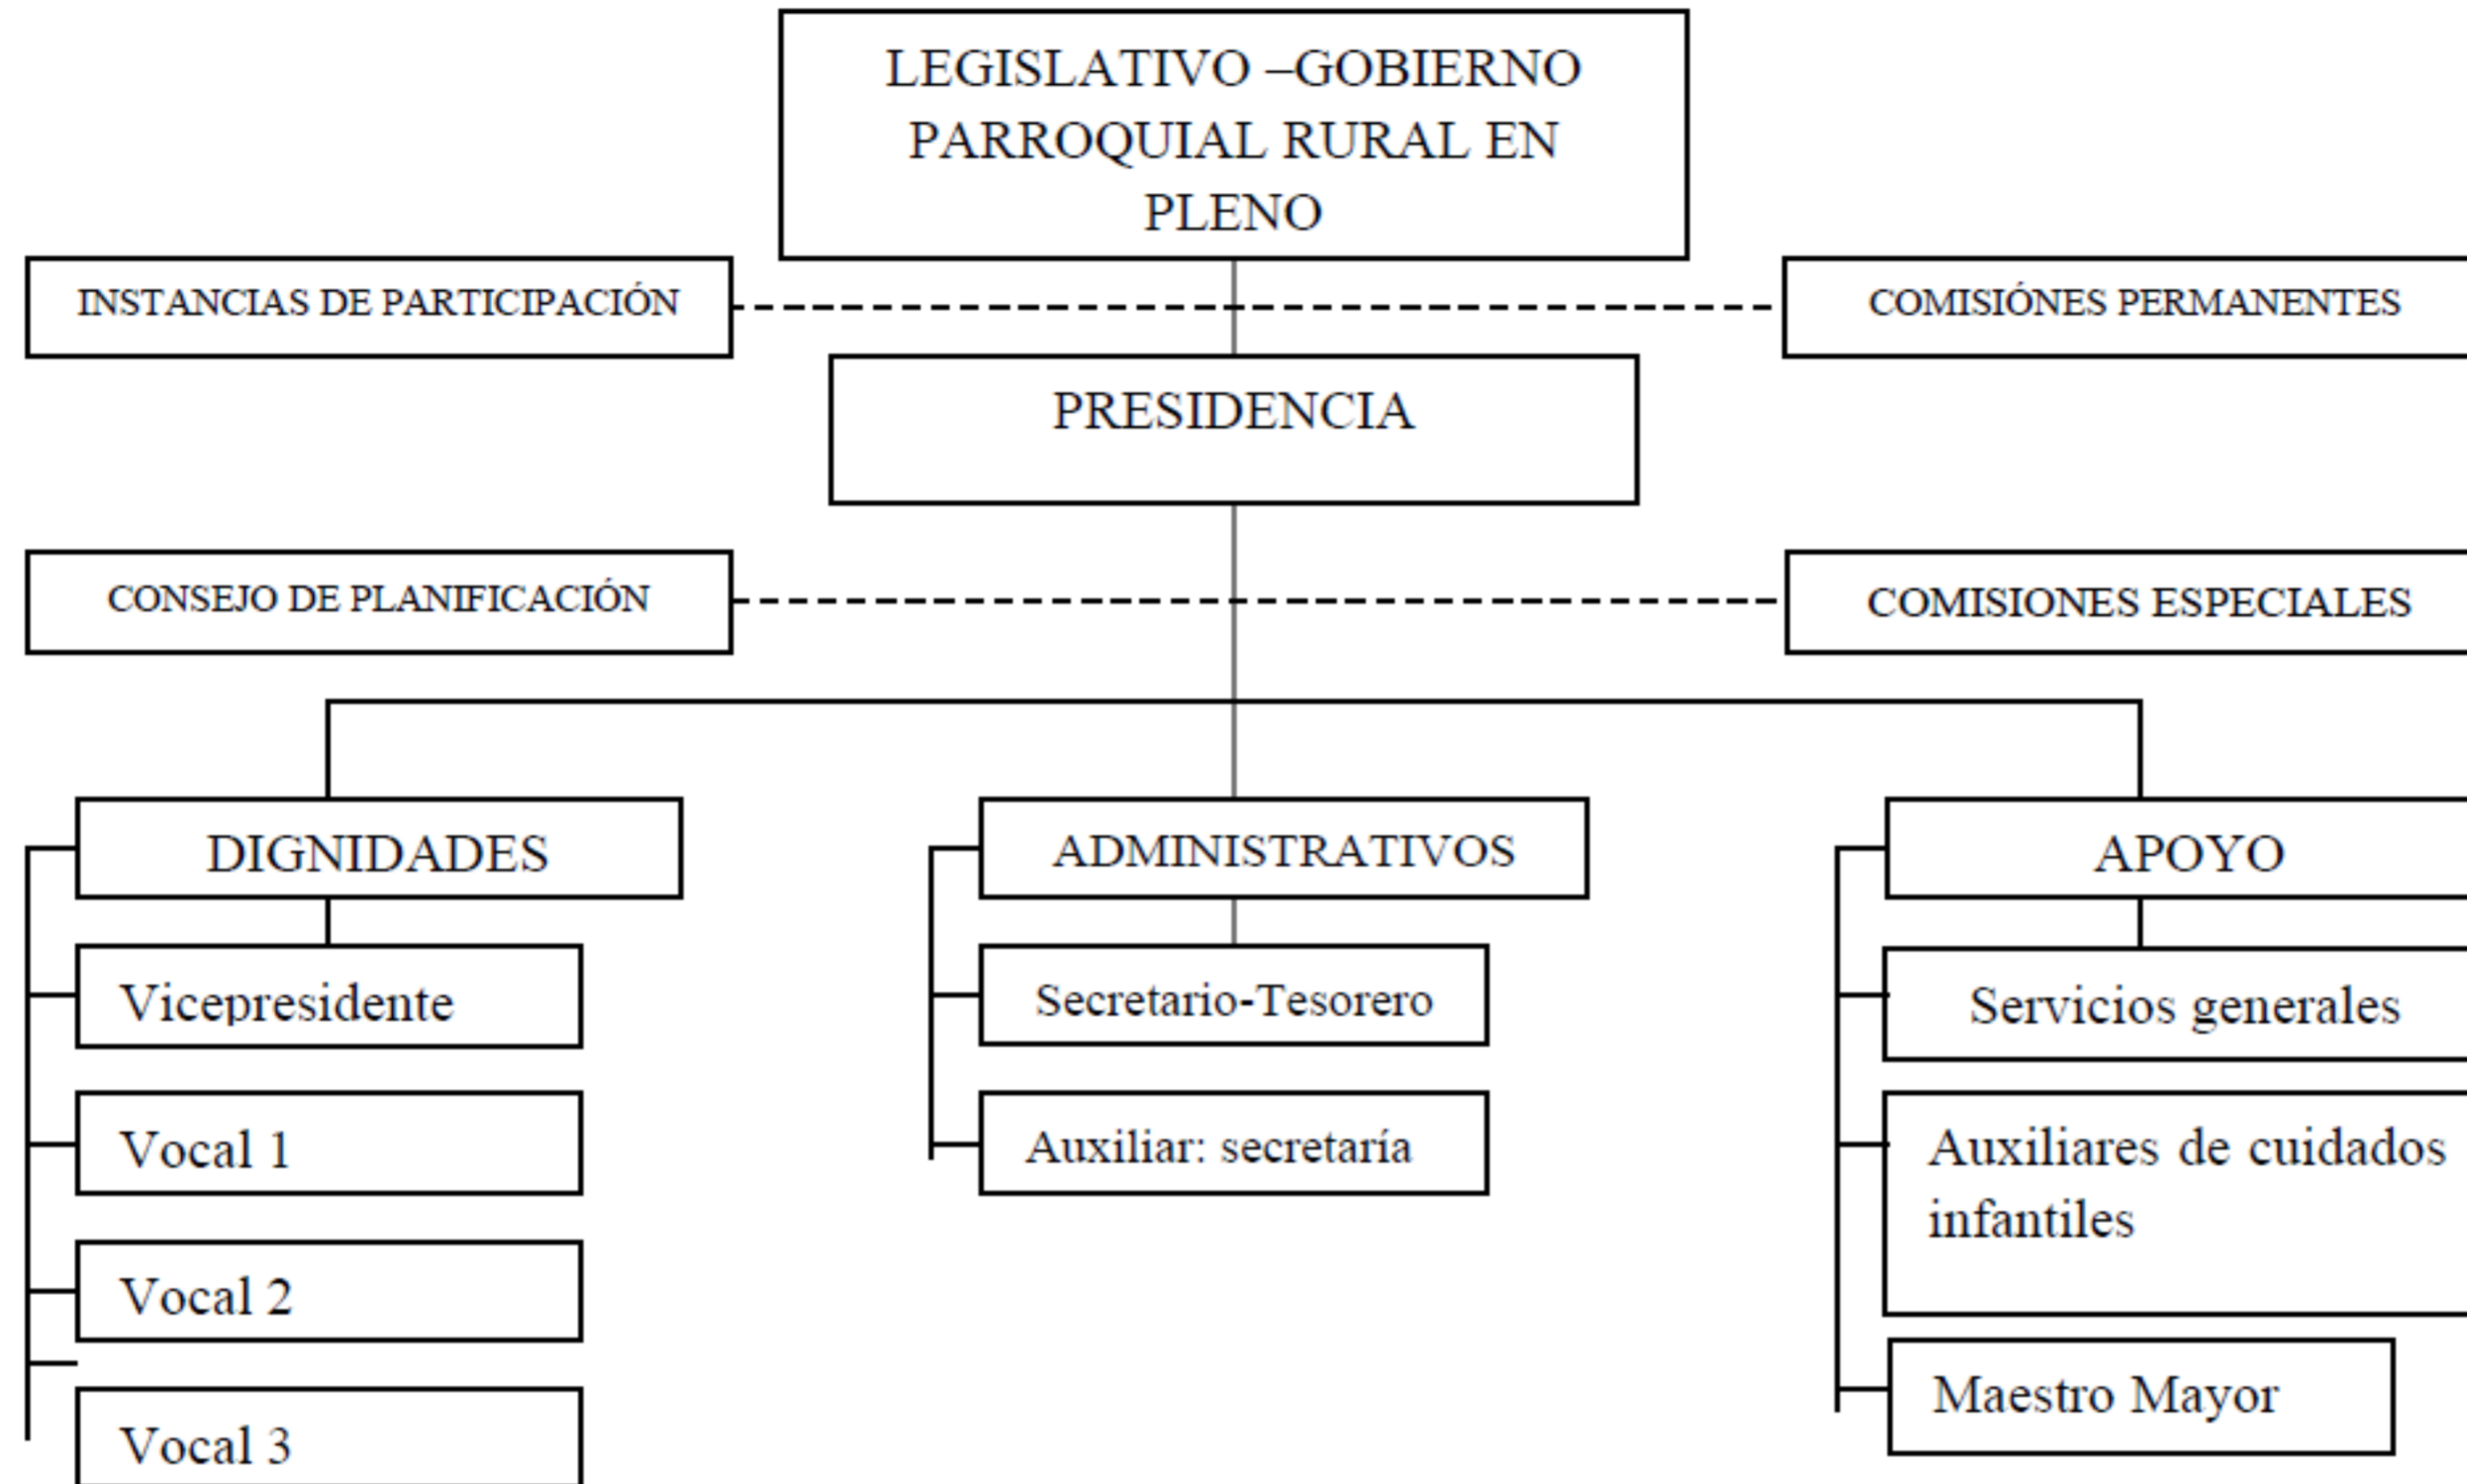 LEGISLATIVO –GOBIERNO
PARROQUIAL RURAL EN
PLENO
INSTANCIAS DE PARTICIPACIÓN
COMISIÓNES PERMANENTES
PRESIDENCIA
CONSEJO DE PLANIFICACIÓN
COMISIONES ESPECIALES
DIGNIDADES
Vicepresidente
Vocal 1
Vocal 2
Vocal 3
ADMINISTRATIVOS
Secretario-Tesorero
Auxiliar: secretaría
APOYO
Servicios generales
Auxiliares de cuidados
infantiles
Maestro Mayor